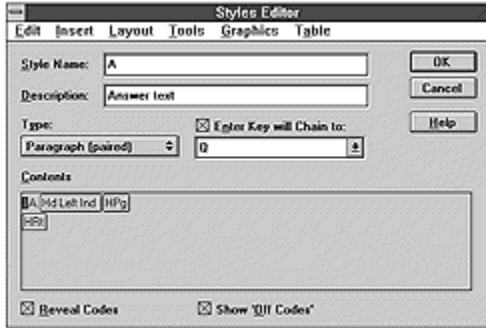 Styles Editor
Edit Insert Layout Tools Graphics Table
Style Name: A OK
Description: Answer text Cancel
Type: Enter Key will Chain to: Help
Paragraph (paired) Q
Contents
A. Hd Left Ind HPg
HRt
Reveal Codes Show 'Off Codes'